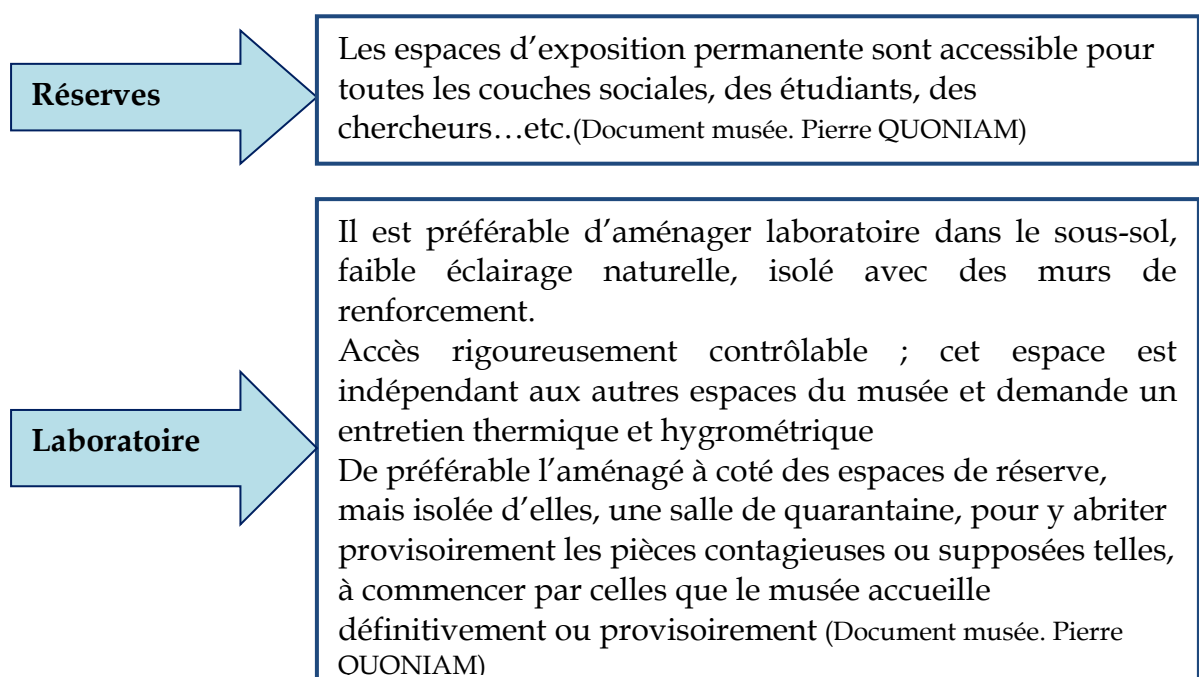 Réserves
Les espaces d’exposition permanente sont accessible pour
toutes les couches sociales, des étudiants, des
chercheurs…etc.(Document musée. Pierre QUONIAM)
Laboratoire
Il est préférable d’aménager laboratoire dans le sous-sol,
faible éclairage naturelle, isolé avec des murs de
renforcement.
Accès rigoureusement contrôlable ; cet espace est
indépendant aux autres espaces du musée et demande un
entretien thermique et hygrométrique
De préférable l’aménagé à coté des espaces de réserve,
mais isolée d’elles, une salle de quarantaine, pour y abriter
provisoirement les pièces contagieuses ou supposées telles,
à commencer par celles que le musée accueille
définitivement ou provisoirement (Document musée. Pierre
QUONIAM)